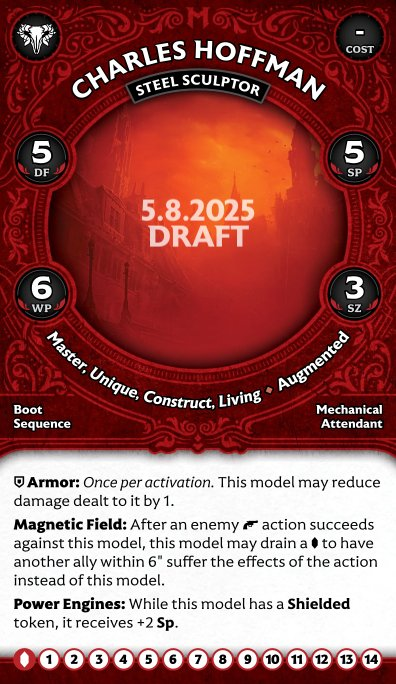 -
COST
CHARLES HOFFMAN
STEEL SCULPTOR
5
DF
5
SP
5.8.2025
DRAFT
6
WP
3
SZ
Master, Unique, Construct, Living ♦ Augmented
Boot
Sequence
Mechanical
Attendant
Armor: Once per activation. This model may reduce
damage dealt to it by 1.
Magnetic Field: After an enemy action succeeds
against this model, this model may drain a to have
another ally within 6" suffer the effects of the action
instead of this model.
Power Engines: While this model has a Shielded
token, it receives +2 Sp.
1 2 3 4 5 6 7 8 9 10 11 12 13 14